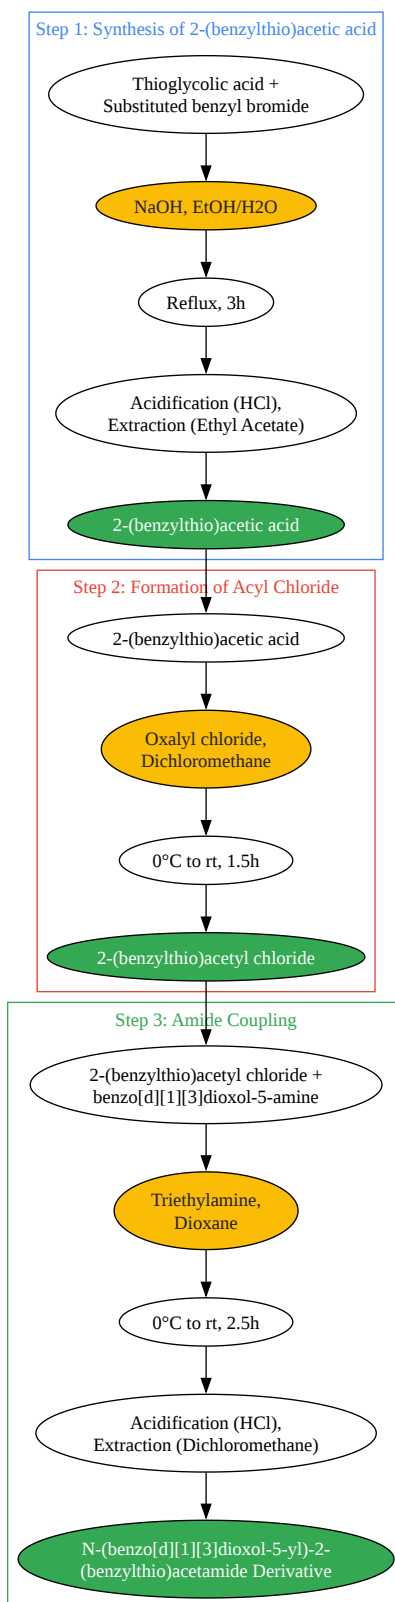 Step 1: Synthesis of 2-(benzylthio)acetic acid
Thioglycolic acid +
Substituted benzyl bromide
NaOH, EtOH/H2O
Reflux, 3h
Acidification (HCl),
Extraction (Ethyl Acetate)
2-(benzylthio)acetic acid
Step 2: Formation of Acyl Chloride
2-(benzylthio)acetic acid
Oxalyl chloride,
Dichloromethane
0°C to rt, 1.5h
2-(benzylthio)acetyl chloride
Step 3: Amide Coupling
2-(benzylthio)acetyl chloride +
benzo[d][1][3]dioxol-5-amine
Triethylamine,
Dioxane
0°C to rt, 2.5h
Acidification (HCl),
Extraction (Dichloromethane)
N-(benzo[d][1][3]dioxol-5-yl)-2-
(benzylthio)acetamide Derivative